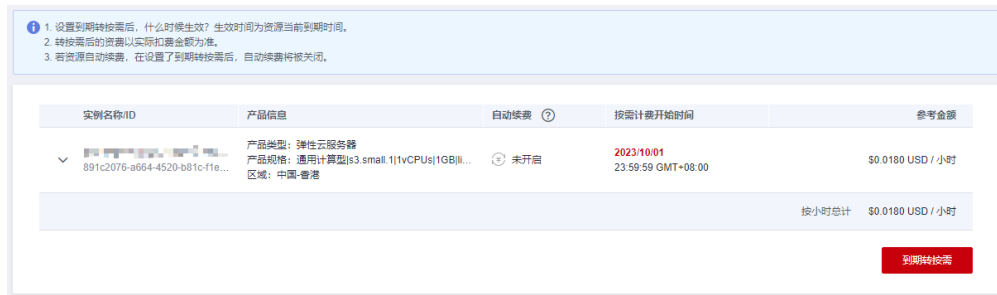 1. 设置到期转按需后，什么时候生效？生效时间为资源当前到期时间。
2. 转按需后的资费以实际扣费金额为准。
3. 若资源自动续费，在设置了到期转按需后，自动续费将被关闭。
实例名称/ID 产品信息 自动续费 ? 按需计费开始时间 参考金额
产品类型：弹性云服务器
891c2076-a664-4520-b81c-f1e... 产品规格：通用计算型|s3.small.1|1vCPUs|1GB|li... 未开启 2023/10/01 $0.0180 USD / 小时
区域：中国-香港 23:59:59 GMT+08:00
按小时总计 $0.0180 USD / 小时
到期转按需